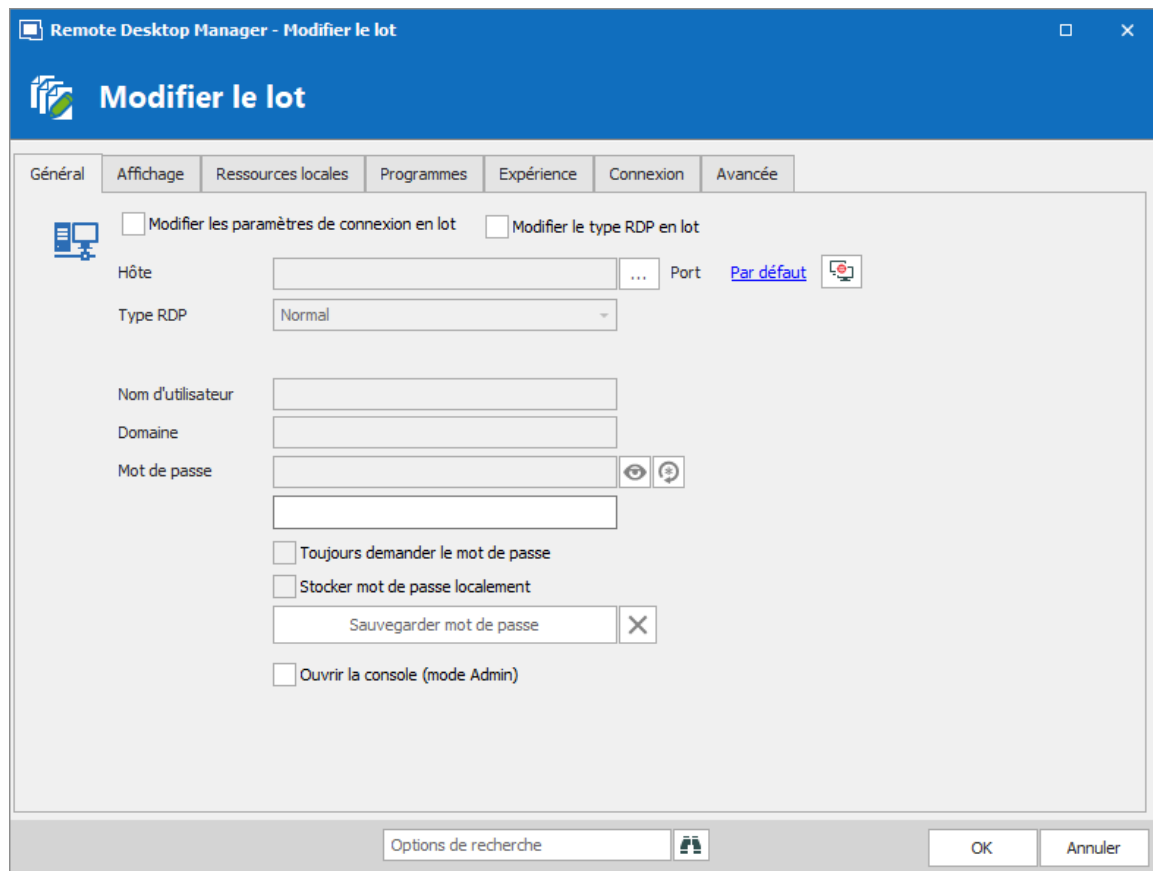 Remote Desktop Manager - Modifier le lot
Modifier le lot
Général Affichage Ressources locales Programmes Expérience Connexion Avancée
Modifier les paramètres de connexion en lot Modifier le type RDP en lot
Hôte ... Port Par défaut
Type RDP Normal
Nom d'utilisateur
Domaine
Mot de passe
Toujours demander le mot de passe
Stocker mot de passe localement
Sauvegarder mot de passe
Ouvrir la console (mode Admin)
Options de recherche OK Annuler